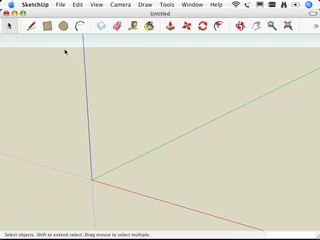 SketchUp File Edit View Camera Draw Tools Window Help
Untitled
Select objects. Shift to extend select. Drag mouse to select multiple.